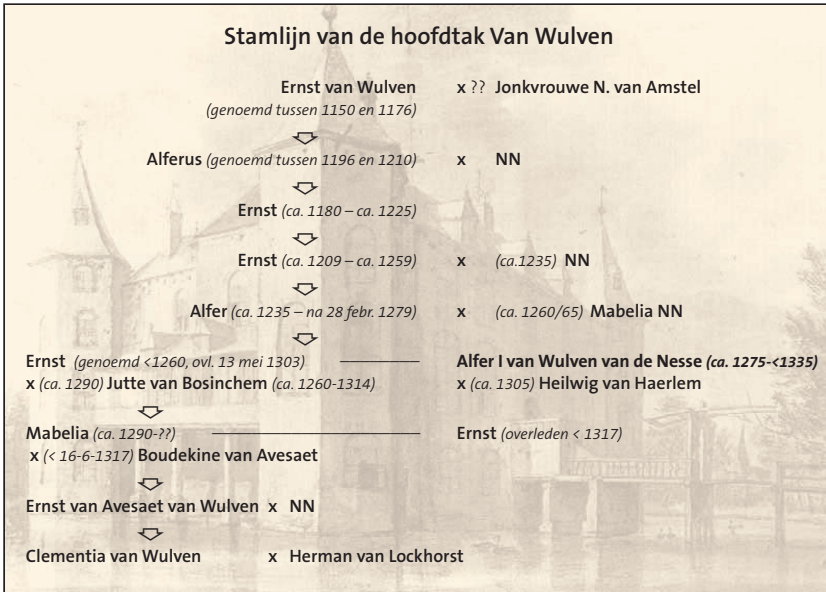 Stamlijn van de hoofdtak Van Wulven
Ernst van Wulven x ?? Jonkvrouwe N. van Amstel
(genoemd tussen 1150 en 1176)
Alferus (genoemd tussen 1196 en 1210) x NN
Ernst (ca. 1180 – ca. 1225)
Ernst (ca. 1209 – ca. 1259) x (ca.1235) NN
Alfer (ca. 1235 – na 28 febr. 1279) x (ca. 1260/65) Mabelia NN
Ernst (genoemd <1260, ovl. 13 mei 1303) Alfer I van Wulven van de Nesse (ca. 1275-<1335)
x (ca. 1290) Jutte van Bosinchem (ca. 1260-1314) x (ca. 1305) Heilwig van Haerlem
Mabelia (ca. 1290-??) Ernst (overleden < 1317)
x (< 16-6-1317) Boudekine van Avesaet
Ernst van Avesaet van Wulven x NN
Clementia van Wulven x Herman van Lockhorst